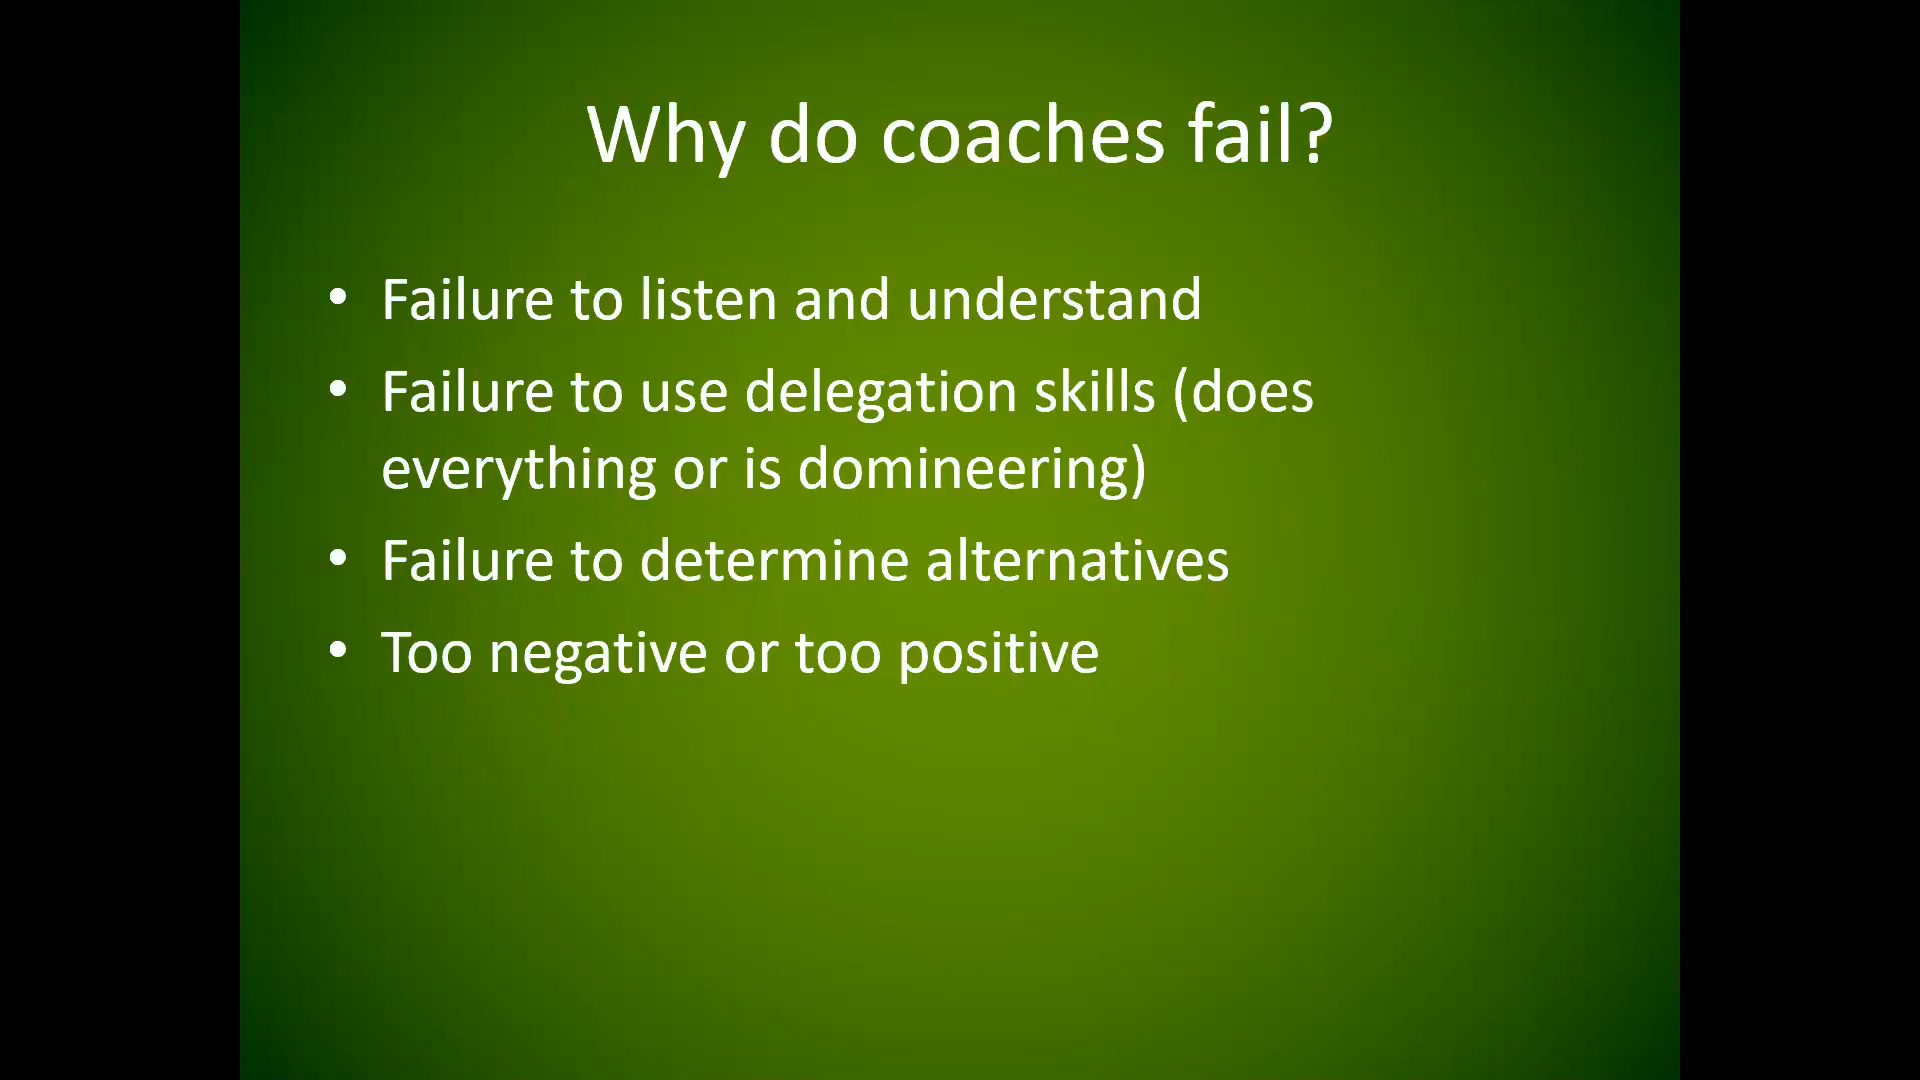 Why do coaches fail?
• Failure to listen and understand
• Failure to use delegation skills (does
everything or is domineering)
• Failure to determine alternatives
• Too negative or too positive